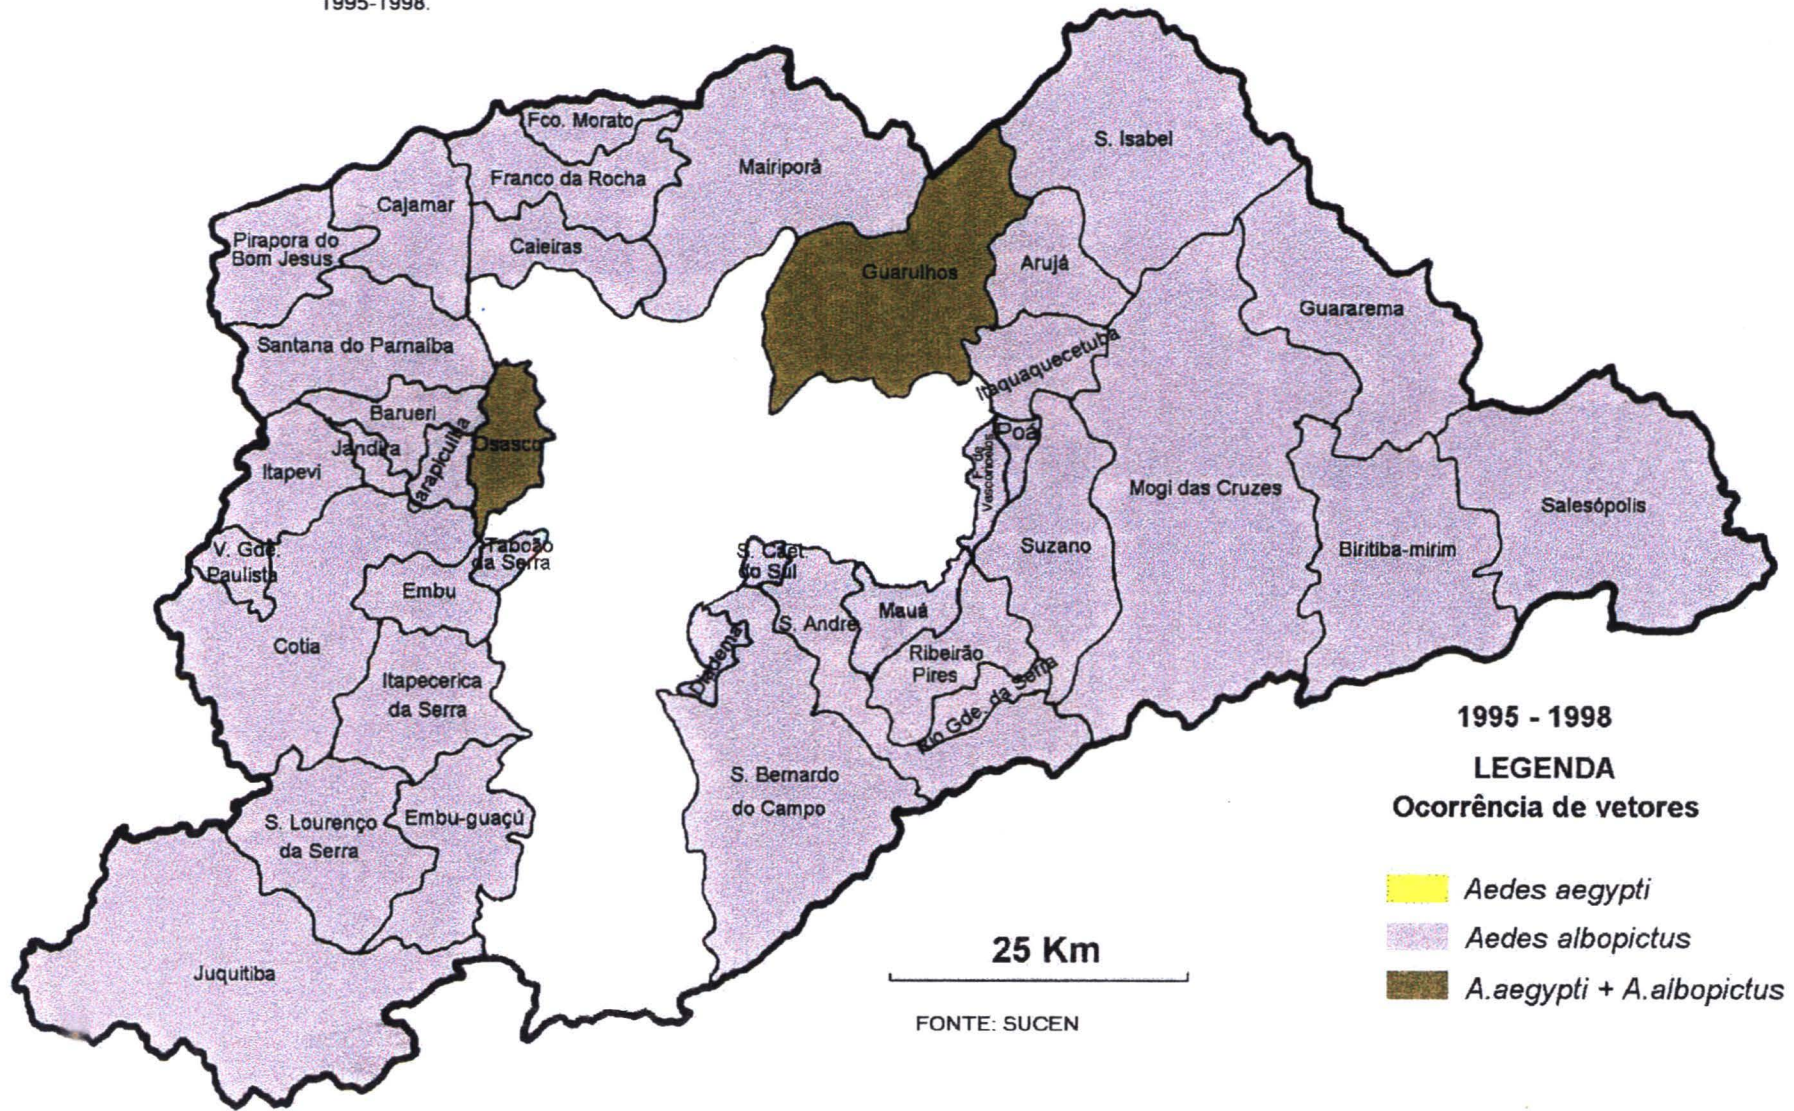 1995-1998.
Fco. Morato
S. Isabel
Mairiporã
Franco da Rocha
Cajamar
Pirapora do
Bom Jesus
Caieiras
Guarulhos
Arujá
Guararema
Santana do Parnaíba
Itaquaquecetuba
Barueri
Jandira
Carapicuíba
Osasco
Itapevi
Poá
F. de
Vasconcelos
Mogi das Cruzes
Salesópolis
Suzano
Biritiba-mirim
V. Gde.
Paulista
Taboão
da Serra
S. Caet
do Sul
Embu
Mauá
S. Andre
Diadema
Cotia
Ribeirão
Pires
Itapecerica
da Serra
Rio Gde. da Serra
S. Bernardo
do Campo
S. Lourenço
da Serra
Embu-guaçú
Juquitiba
1995 - 1998
LEGENDA
Ocorrência de vetores
Aedes aegypti
Aedes albopictus
A.aegypti + A.albopictus
25 Km
FONTE: SUCEN